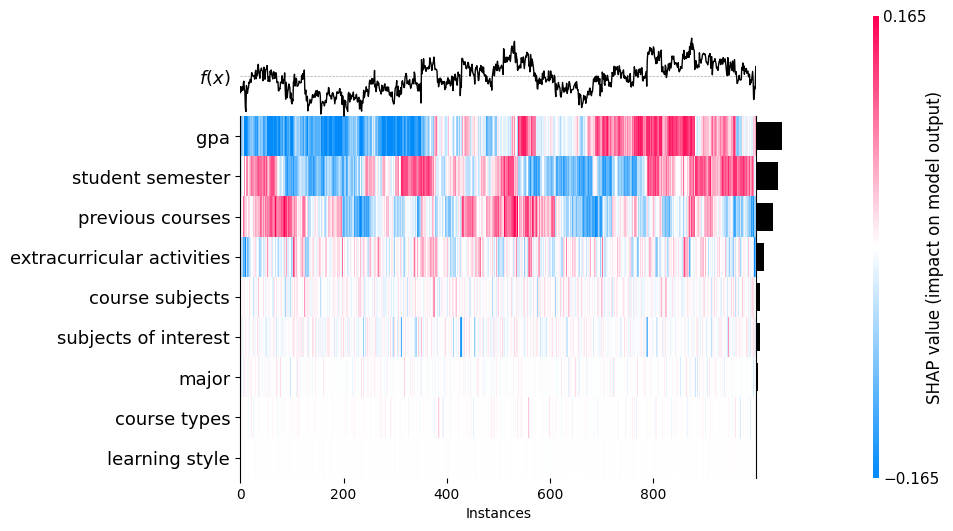 0.165
f(x)
gpa
student semester
previous courses
extracurricular activities
course subjects
subjects of interest
major
course types
learning style
0 200 400 600 800
Instances
−0.165
SHAP value (impact on model output)